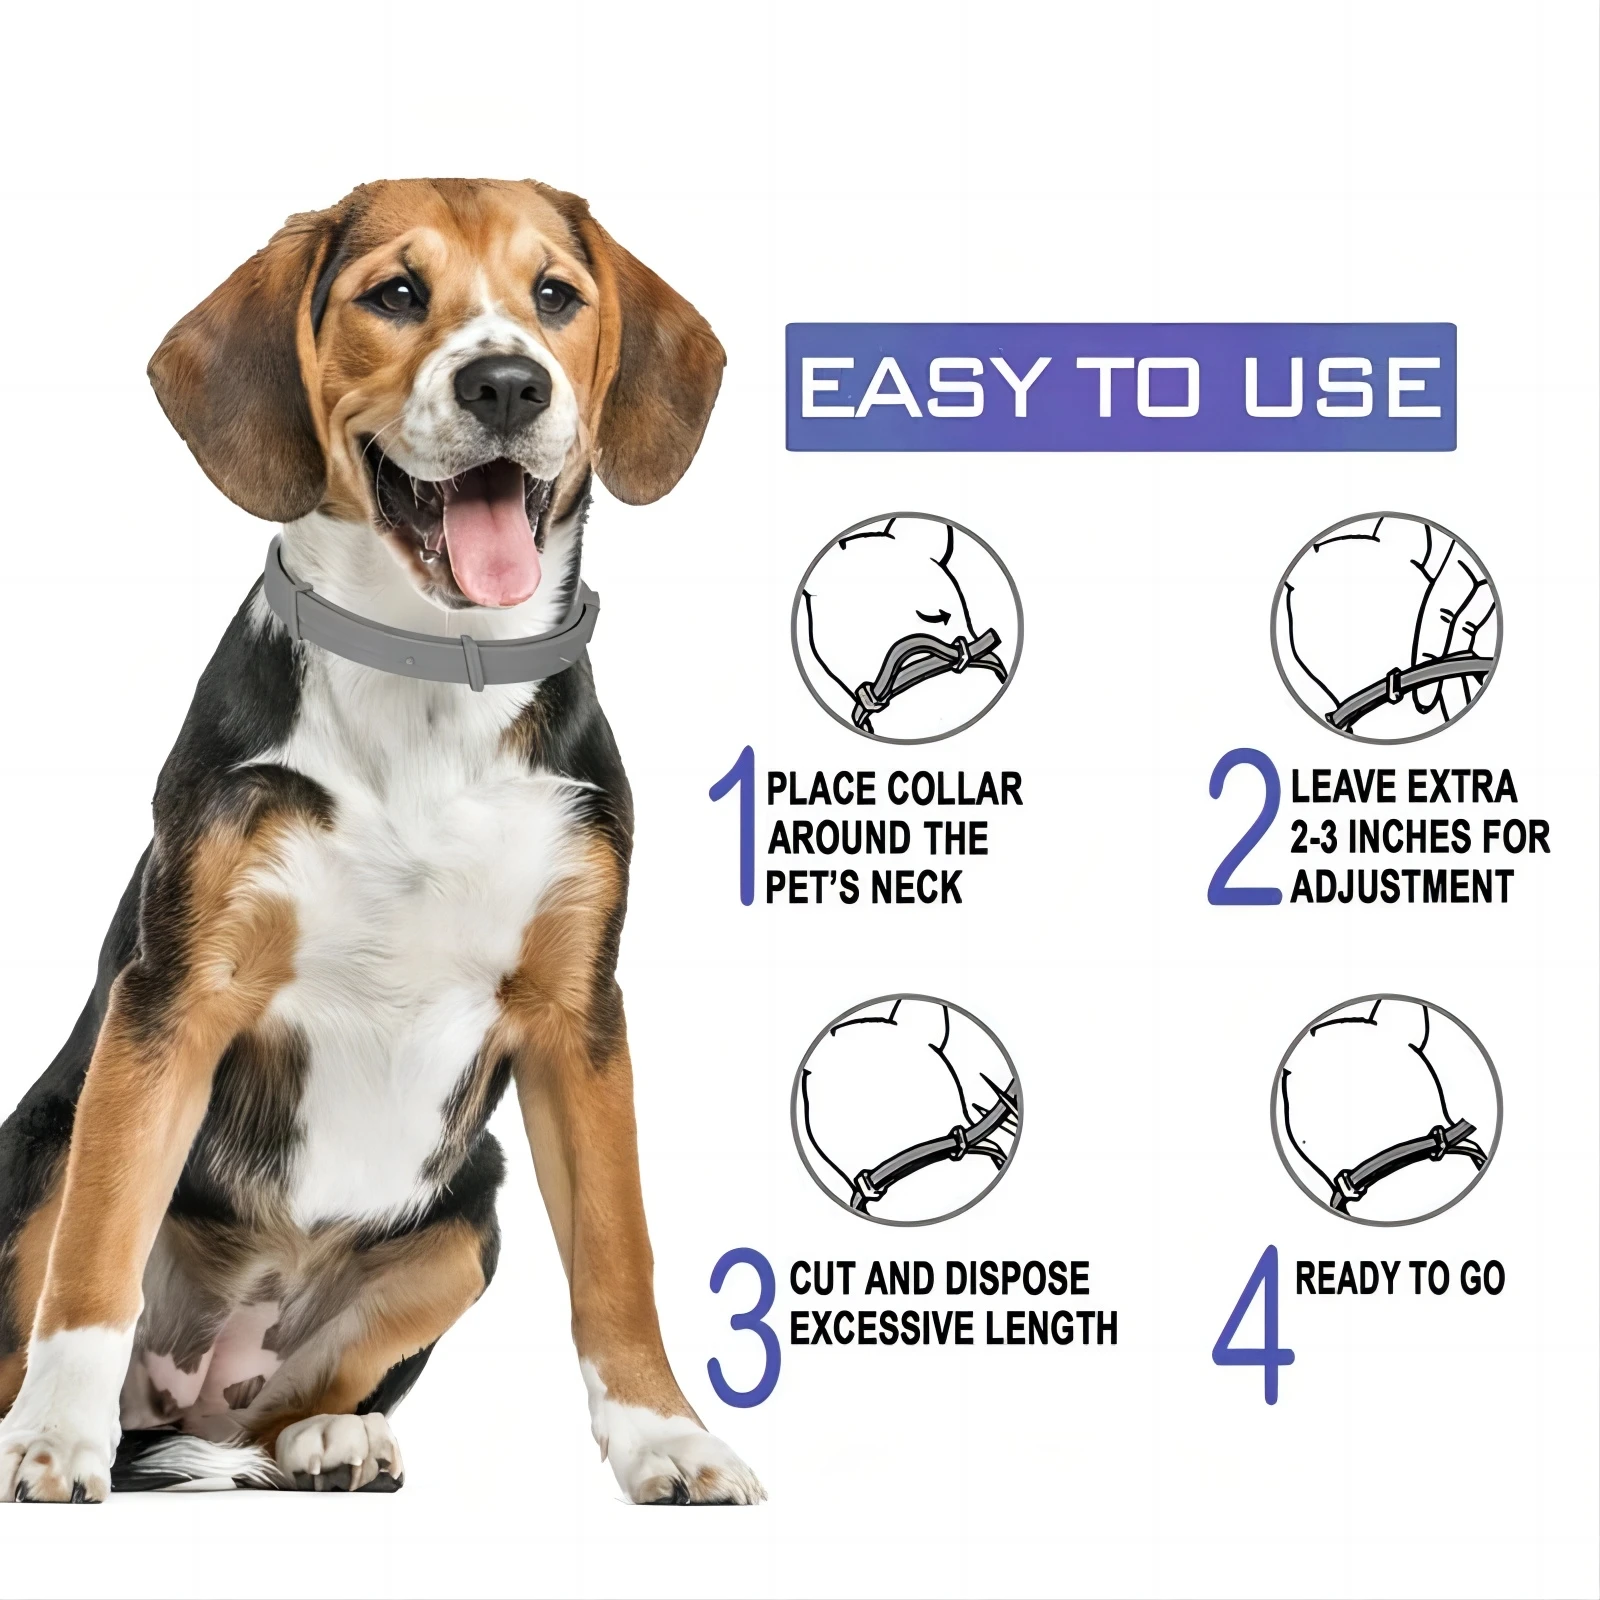 EASY TO USE
1
PLACE COLLAR
AROUND THE
PET'S NECK
2
LEAVE EXTRA
2-3 INCHES FOR
ADJUSTMENT
3
CUT AND DISPOSE
EXCESSIVE LENGTH
4
READY TO GO